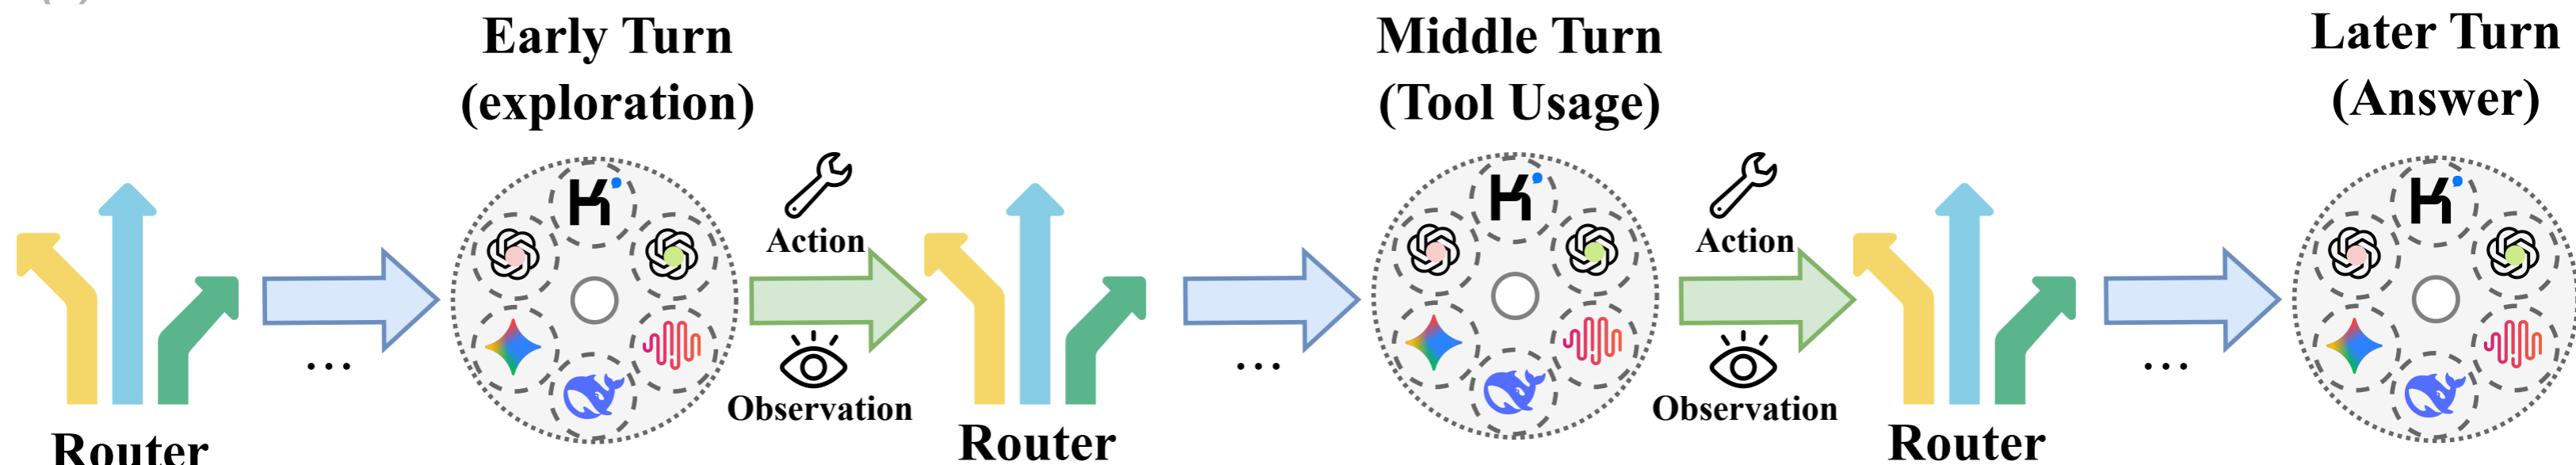 Early Turn
(exploration)
Middle Turn
(Tool Usage)
Later Turn
(Answer)
Action
Observation
Action
Observation
...
...
...
Router
Router
Router